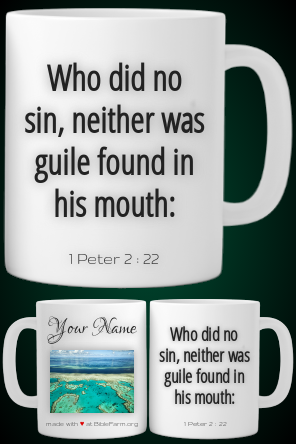 Who did no
sin, neither was
guile found in
his mouth:
1 Peter 2 : 22
Your Name
made with ♥ at BibleFarm.org
Who did no
sin, neither was
guile found in
his mouth:
1 Peter 2 : 22